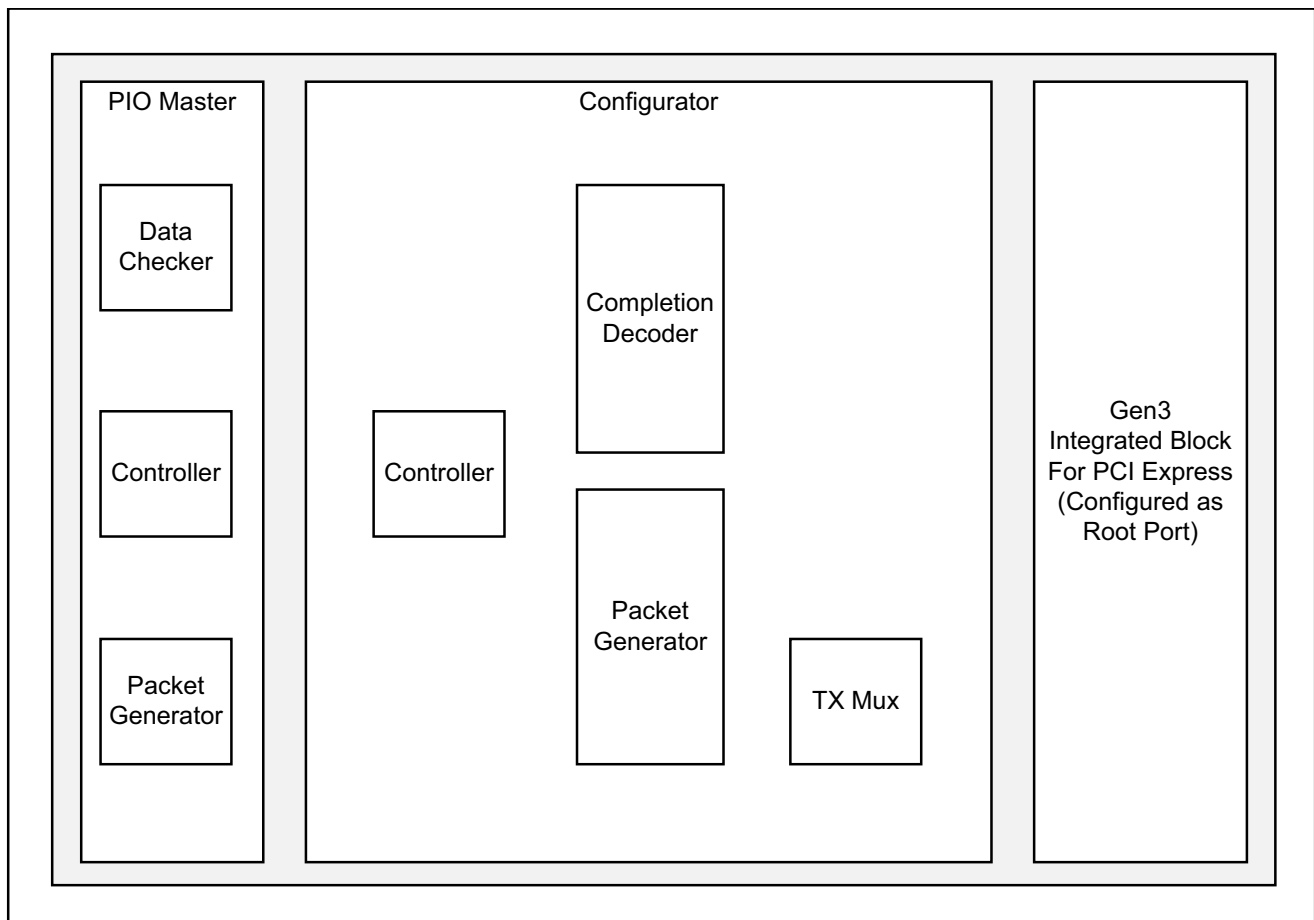 PIO Master
Data
Checker
Controller
Packet
Generator
Configurator
Completion
Decoder
Controller
Packet
Generator
TX Mux
Gen3
Integrated Block
For PCI Express
(Configured as
Root Port)